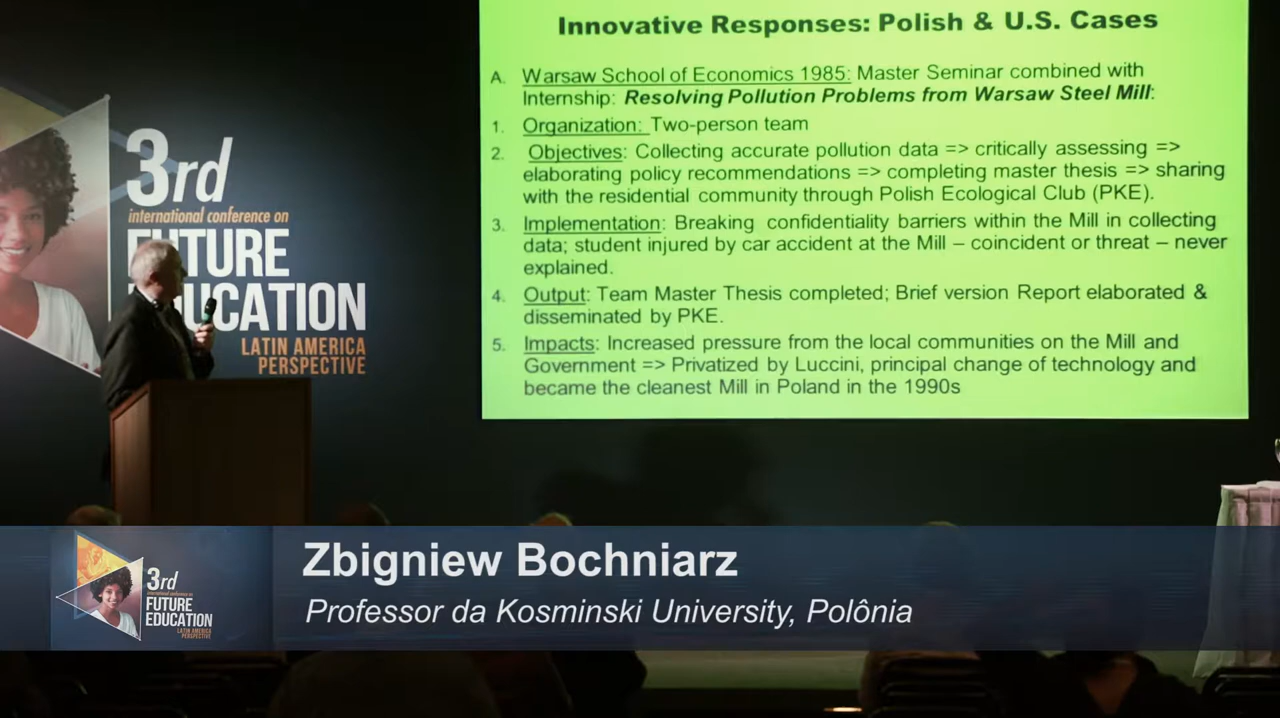 Innovative Responses: Polish & U.S. Cases
A. Warsaw School of Economics 1985: Master Seminar combined with
Internship: Resolving Pollution Problems from Warsaw Steel Mill:
1. Organization: Two-person team
2. Objectives: Collecting accurate pollution data => critically assessing =>
elaborating policy recommendations => completing master thesis => sharing
with the residential community through Polish Ecological Club (PKE).
3. Implementation: Breaking confidentiality barriers within the Mill in collecting
data; student injured by car accident at the Mill – coincident or threat – never
explained.
4. Output: Team Master Thesis completed; Brief version Report elaborated &
disseminated by PKE.
5. Impacts: Increased pressure from the local communities on the Mill and
Government => Privatized by Luccini, principal change of technology and
became the cleanest Mill in Poland in the 1990s
3rd
international conference on
FUTURE
EDUCATION
LATIN AMERICA
PERSPECTIVE
Zbigniew Bochniarz
Professor da Kosminski University, Polônia
3rd
international conference on
FUTURE
EDUCATION
LATIN AMERICA
PERSPECTIVE